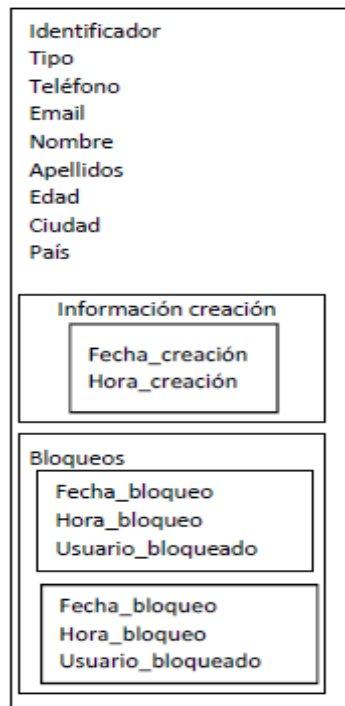 Identificador
Tipo
Teléfono
Email
Nombre
Apellidos
Edad
Ciudad
País
Información creación
Fecha_creación
Hora_creación
Bloqueos
Fecha_bloqueo
Hora_bloqueo
Usuario_bloqueado
Fecha_bloqueo
Hora_bloqueo
Usuario_bloqueado